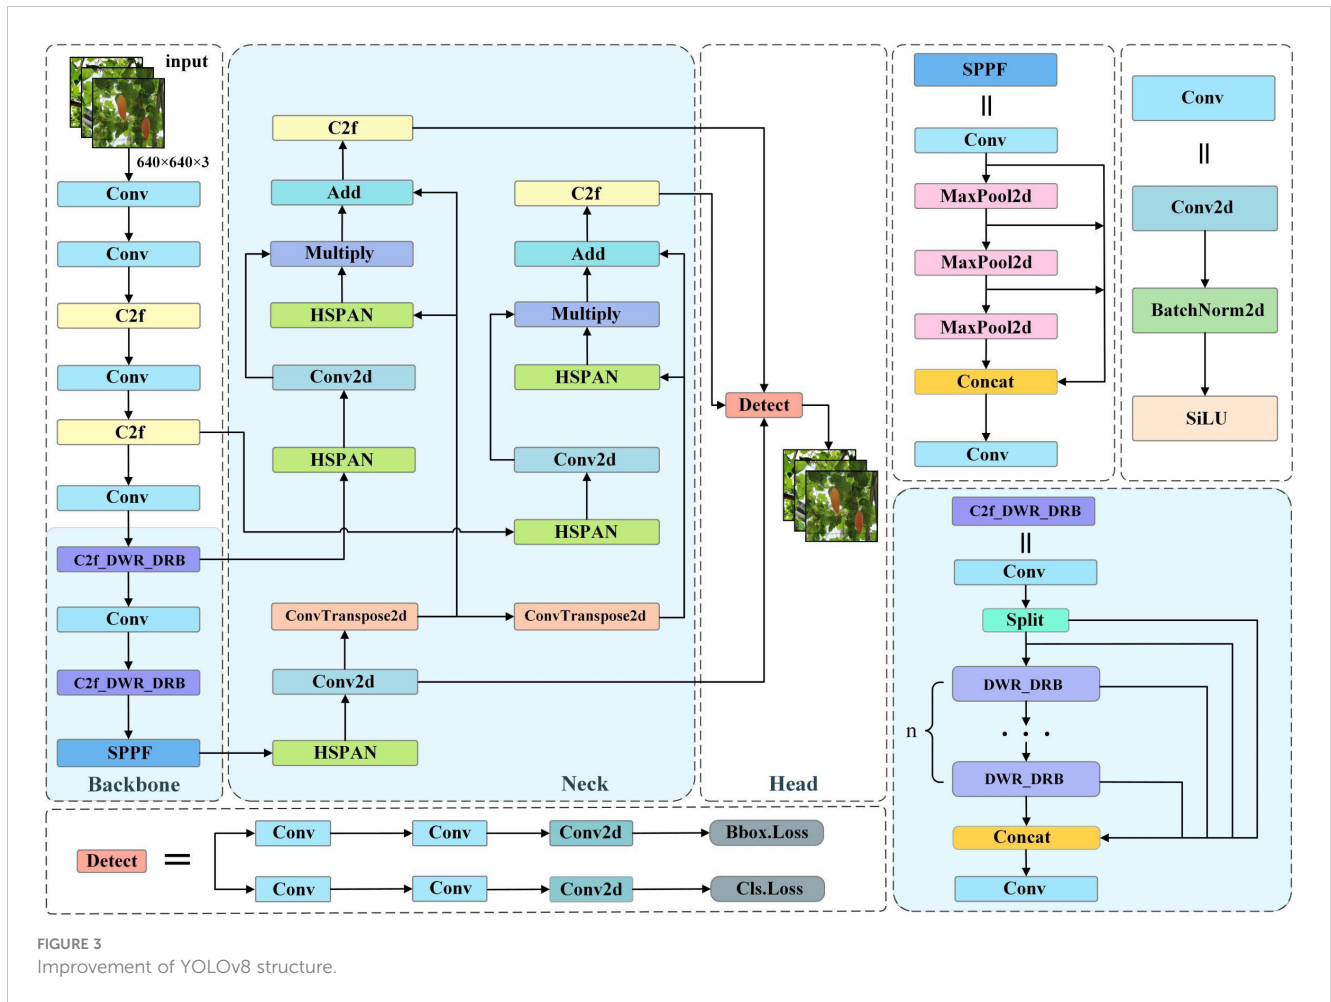 input
640×640×3
Conv
Conv
C2f
Conv
C2f
Conv
C2f_DWR_DRB
Conv
C2f_DWR_DRB
SPPF
Backbone
C2f
Add
Multiply
HSPAN
Conv2d
HSPAN
ConvTranspose2d
Conv2d
HSPAN
C2f
Add
Multiply
HSPAN
Conv2d
HSPAN
ConvTranspose2d
Neck
Detect
Head
SPPF
=
Conv
MaxPool2d
MaxPool2d
MaxPool2d
Concat
Conv
Conv
=
Conv2d
BatchNorm2d
SiLU
C2f_DWR_DRB
=
Conv
Split
DWR_DRB
n
· · ·
DWR_DRB
Concat
Conv
Detect =
Conv Conv Conv2d Bbox.Loss
Conv Conv Conv2d Cls.Loss
FIGURE 3
Improvement of YOLOv8 structure.